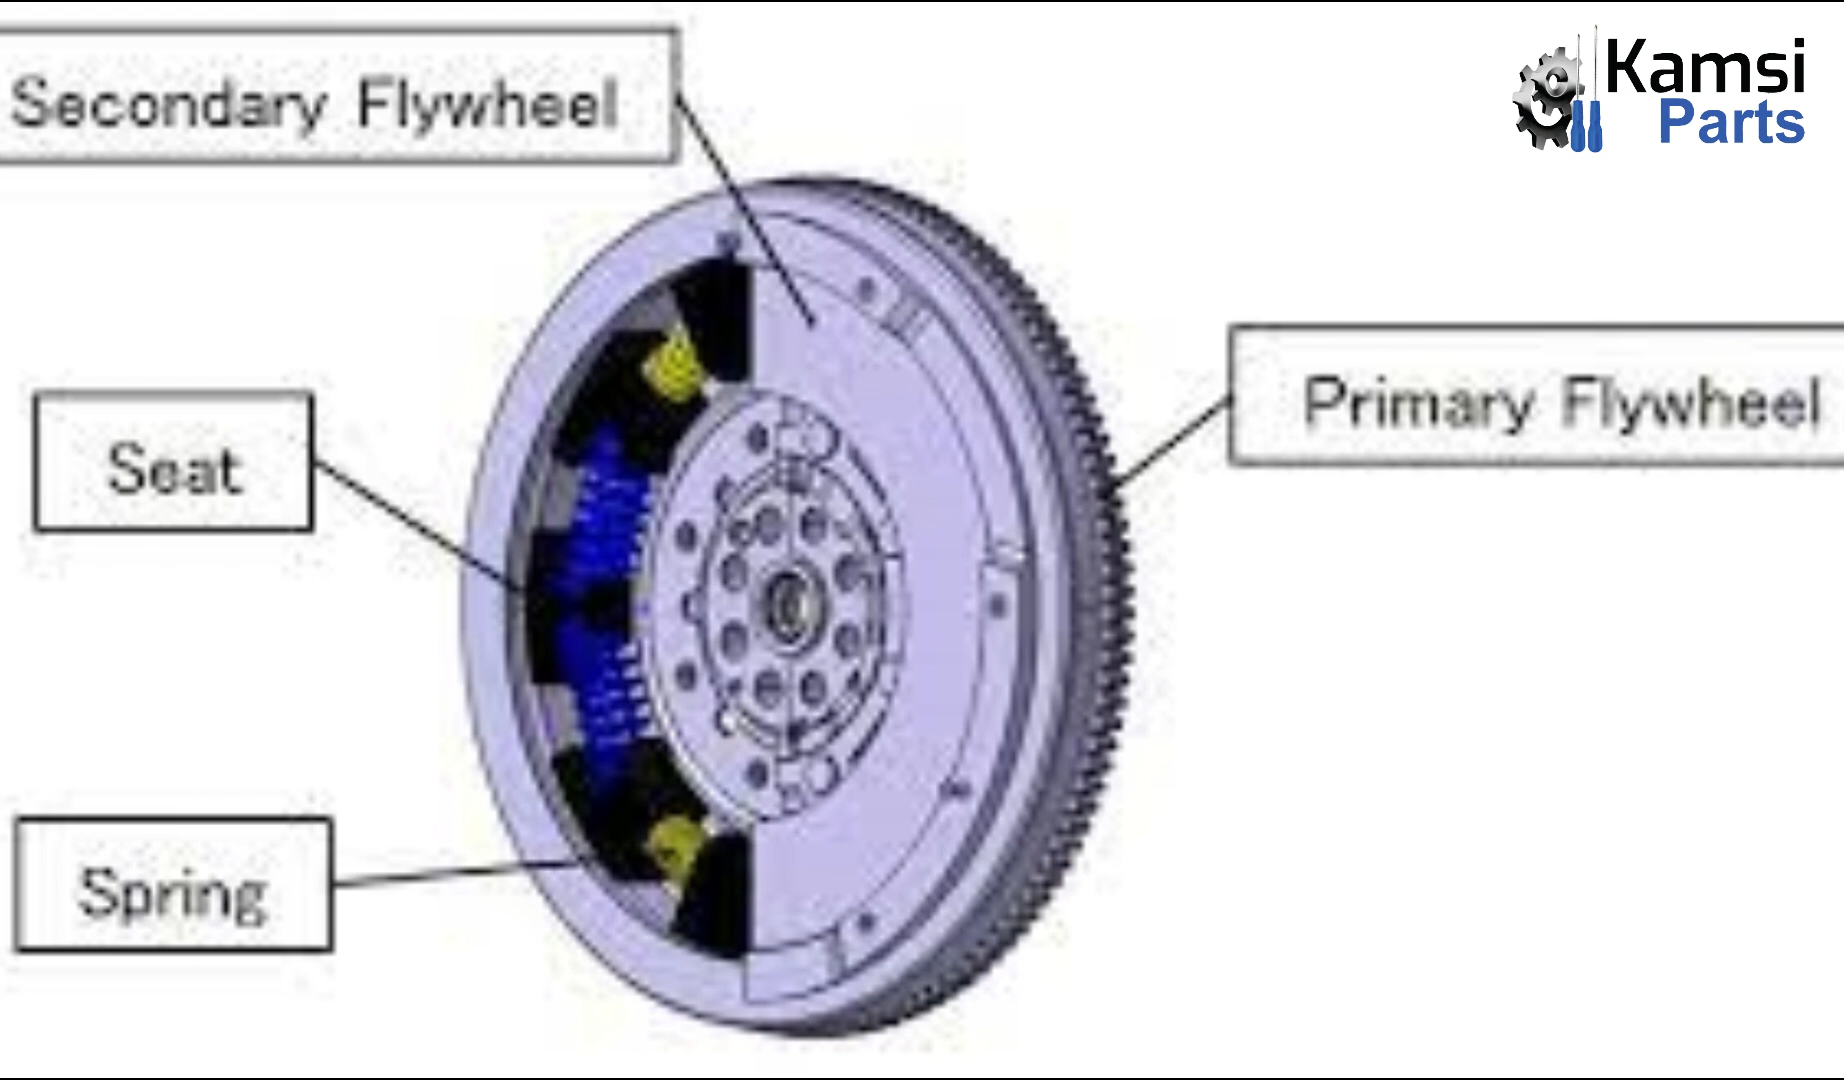 Kamsi
Parts
Secondary Flywheel
Primary Flywheel
Seat
Spring